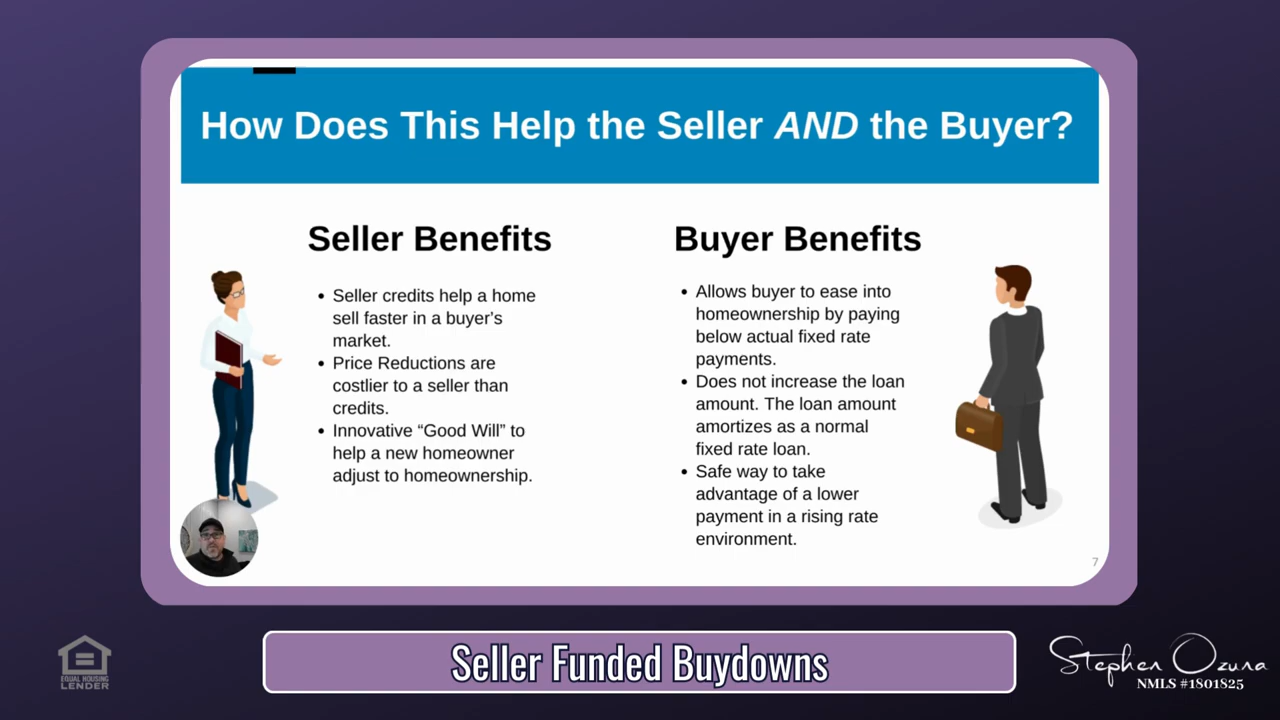 How Does This Help the Seller AND the Buyer?
Seller Benefits
• Seller credits help a home
sell faster in a buyer’s
market.
• Price Reductions are
costlier to a seller than
credits.
• Innovative “Good Will” to
help a new homeowner
adjust to homeownership.
Buyer Benefits
• Allows buyer to ease into
homeownership by paying
below actual fixed rate
payments.
• Does not increase the loan
amount. The loan amount
amortizes as a normal
fixed rate loan.
• Safe way to take
advantage of a lower
payment in a rising rate
environment.
7
EQUAL HOUSING
LENDER
Seller Funded Buydowns
Stephen Ozuna
NMLS #1801825